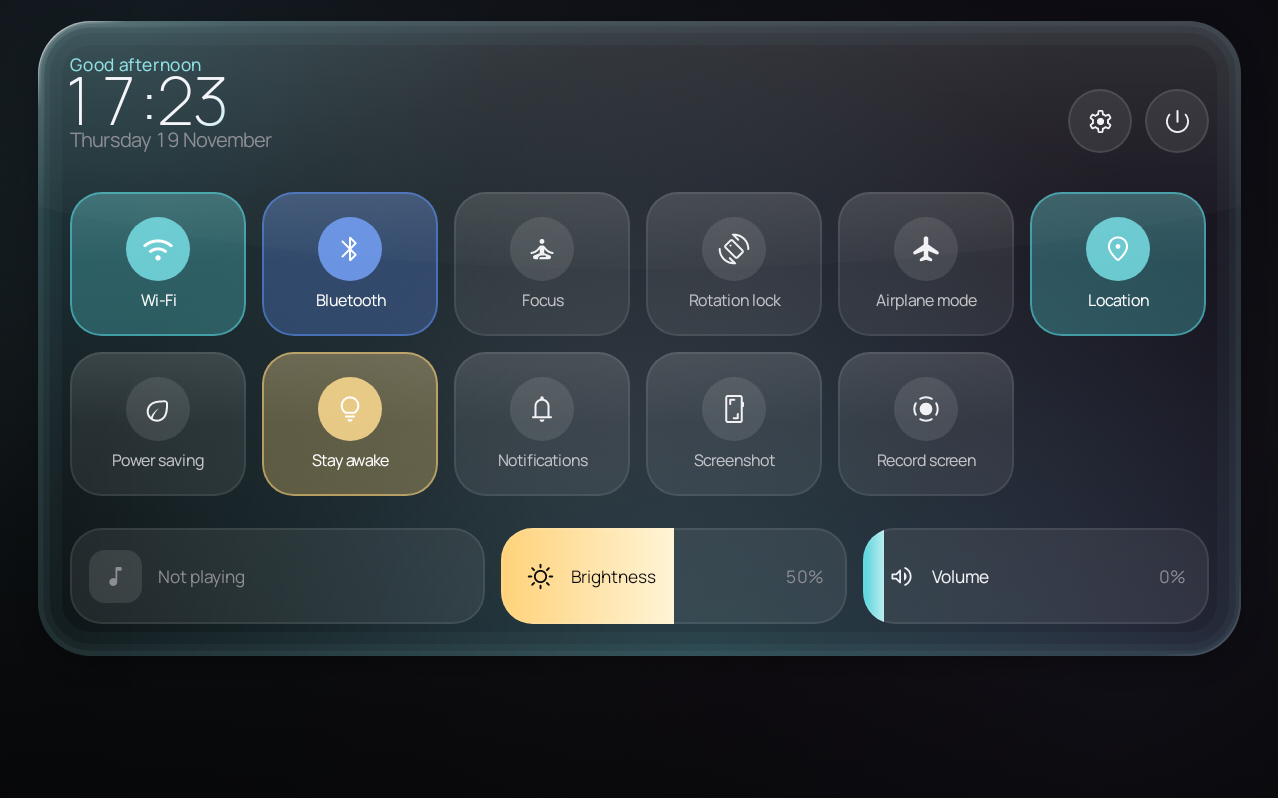 Good afternoon
17:23
Thursday 19 November
Wi-Fi
Bluetooth
Focus
Rotation lock
Airplane mode
Location
Power saving
Stay awake
Notifications
Screenshot
Record screen
Not playing
Brightness
50%
Volume
0%